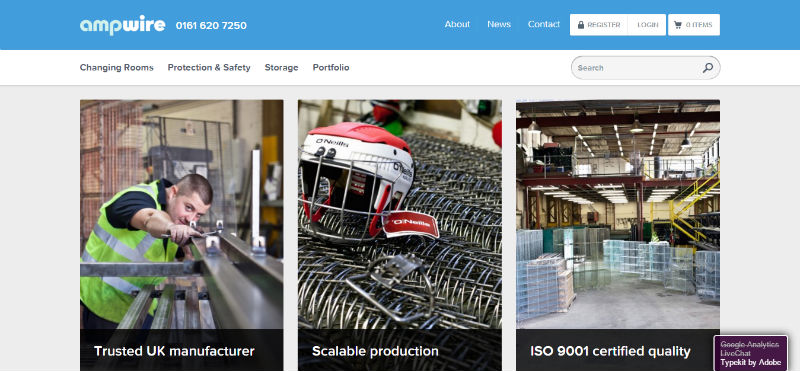 ampwire
0161 620 7250
About
News
Contact
REGISTER
LOGIN
0 ITEMS
Changing Rooms
Protection & Safety
Storage
Portfolio
Search
O'Neills
O'Neills
Trusted UK manufacturer
Scalable production
ISO 9001 certified quality
Google Analytics
LiveChat
Typekit by Adobe